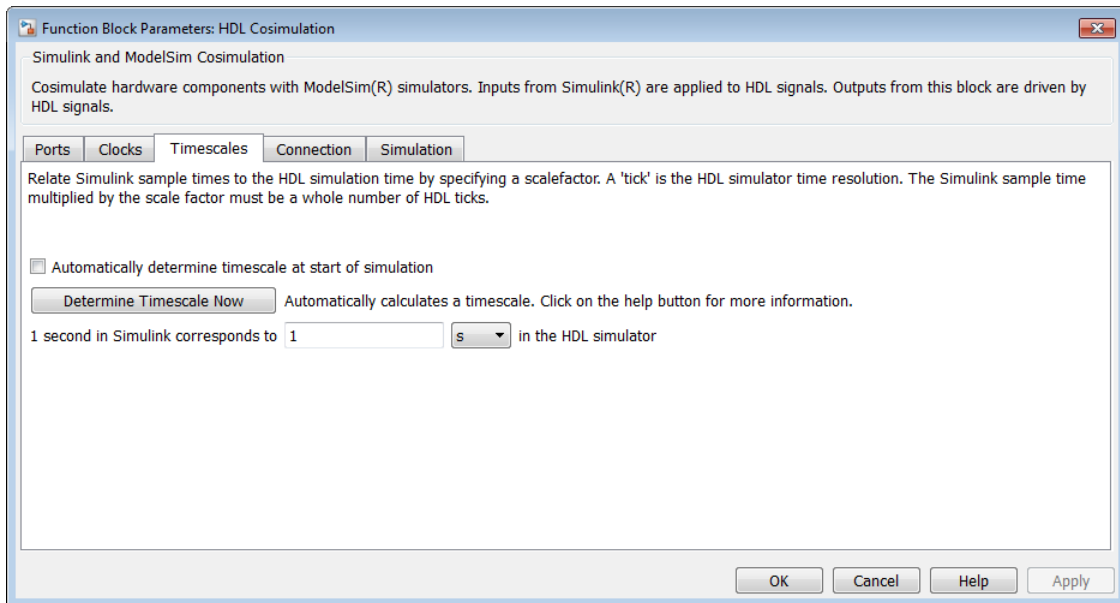 Function Block Parameters: HDL Cosimulation
Simulink and ModelSim Cosimulation
Cosimulate hardware components with ModelSim(R) simulators. Inputs from Simulink(R) are applied to HDL signals. Outputs from this block are driven by
HDL signals.
Ports Clocks Timescales Connection Simulation
Relate Simulink sample times to the HDL simulation time by specifying a scalefactor. A 'tick' is the HDL simulator time resolution. The Simulink sample time
multiplied by the scale factor must be a whole number of HDL ticks.
Automatically determine timescale at start of simulation
Determine Timescale Now Automatically calculates a timescale. Click on the help button for more information.
1 second in Simulink corresponds to 1 s in the HDL simulator
OK Cancel Help Apply